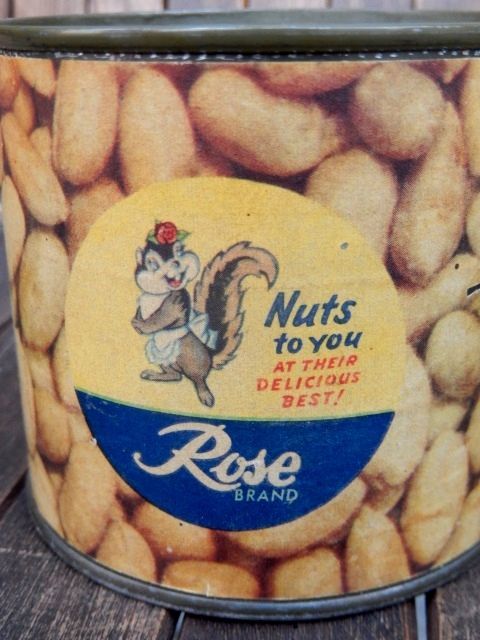 Nuts
to you
AT THEIR
DELICIOUS
BEST!
Rose
BRAND